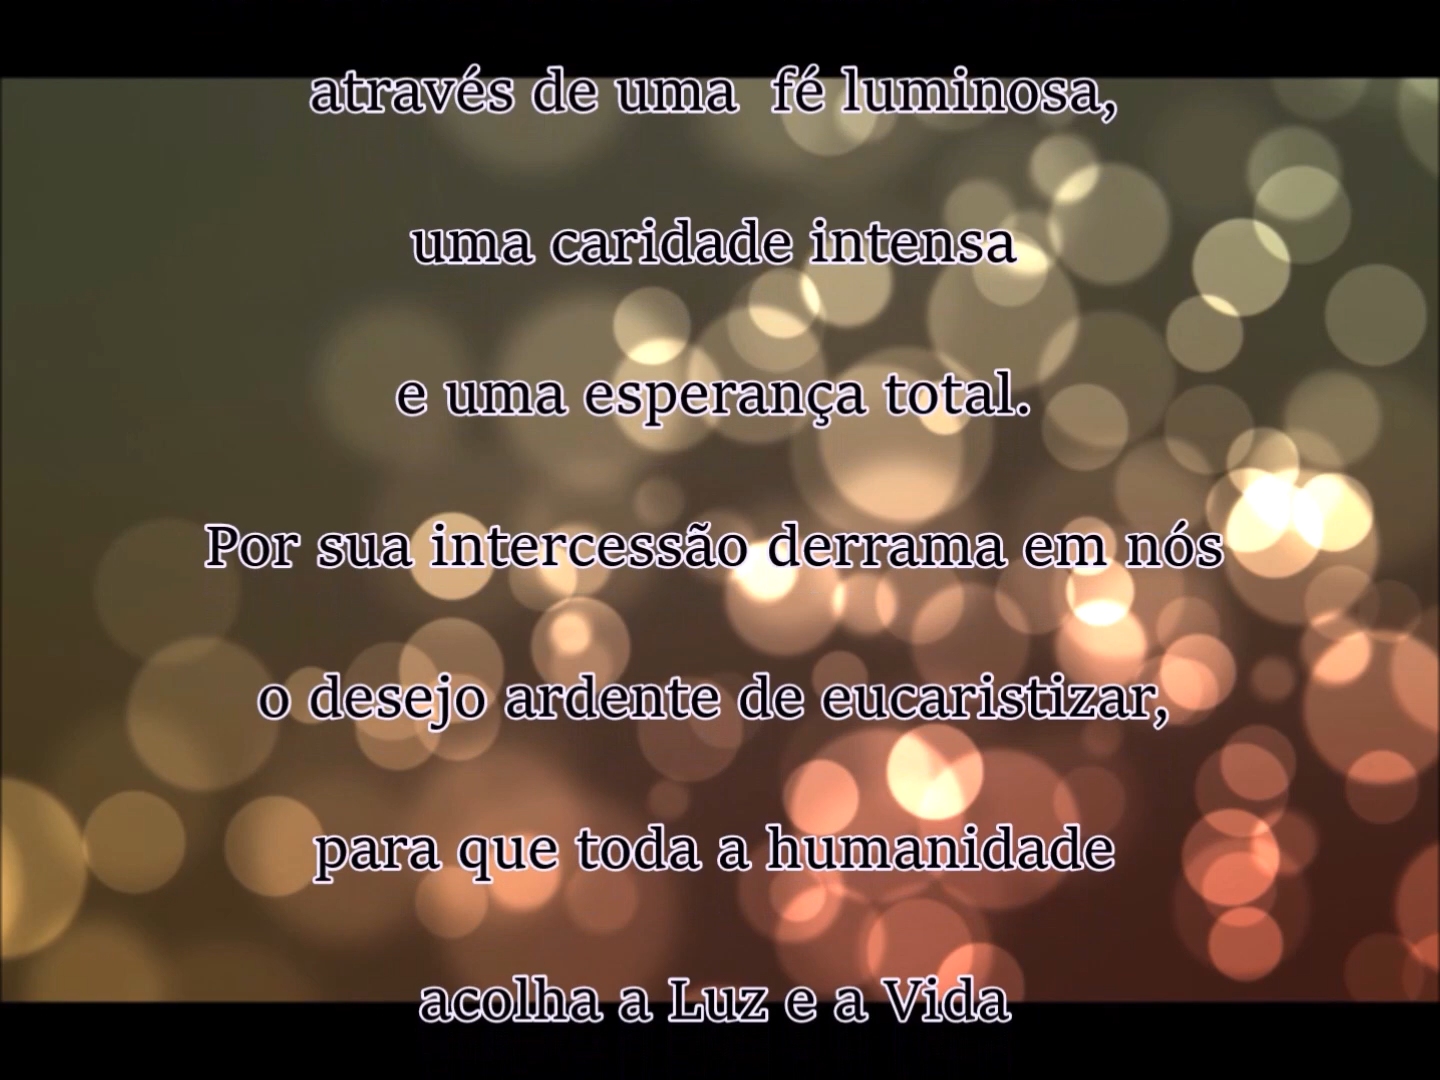 através de uma  fé luminosa,
uma caridade intensa
e uma esperança total.
Por sua intercessão derrama em nós
o desejo ardente de eucaristizar,
para que toda a humanidade
acolha a Luz e a Vida